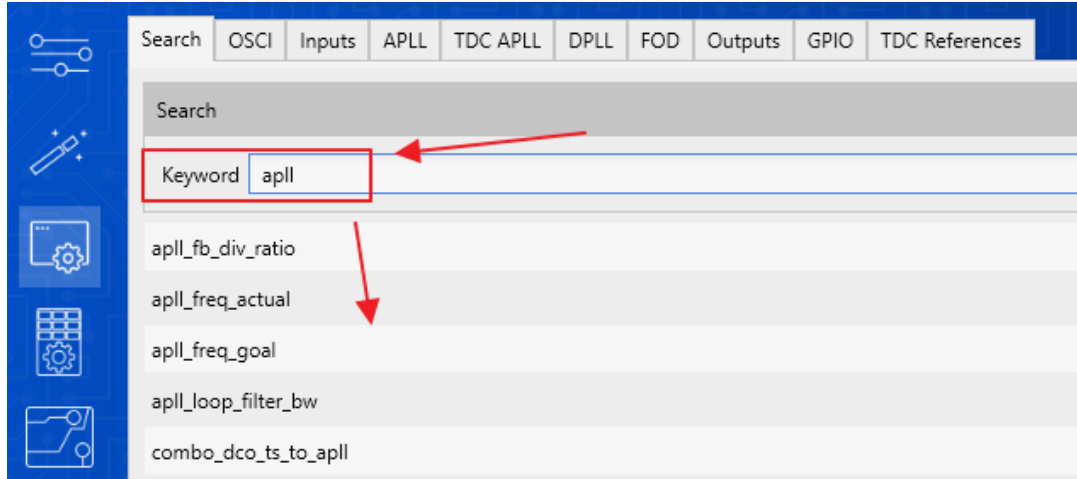 Search OSCI Inputs APLL TDC APLL DPLL FOD Outputs GPIO TDC References
Search
Keyword apll
apll_fb_div_ratio
apll_freq_actual
apll_freq_goal
apll_loop_filter_bw
combo_dco_ts_to_apll